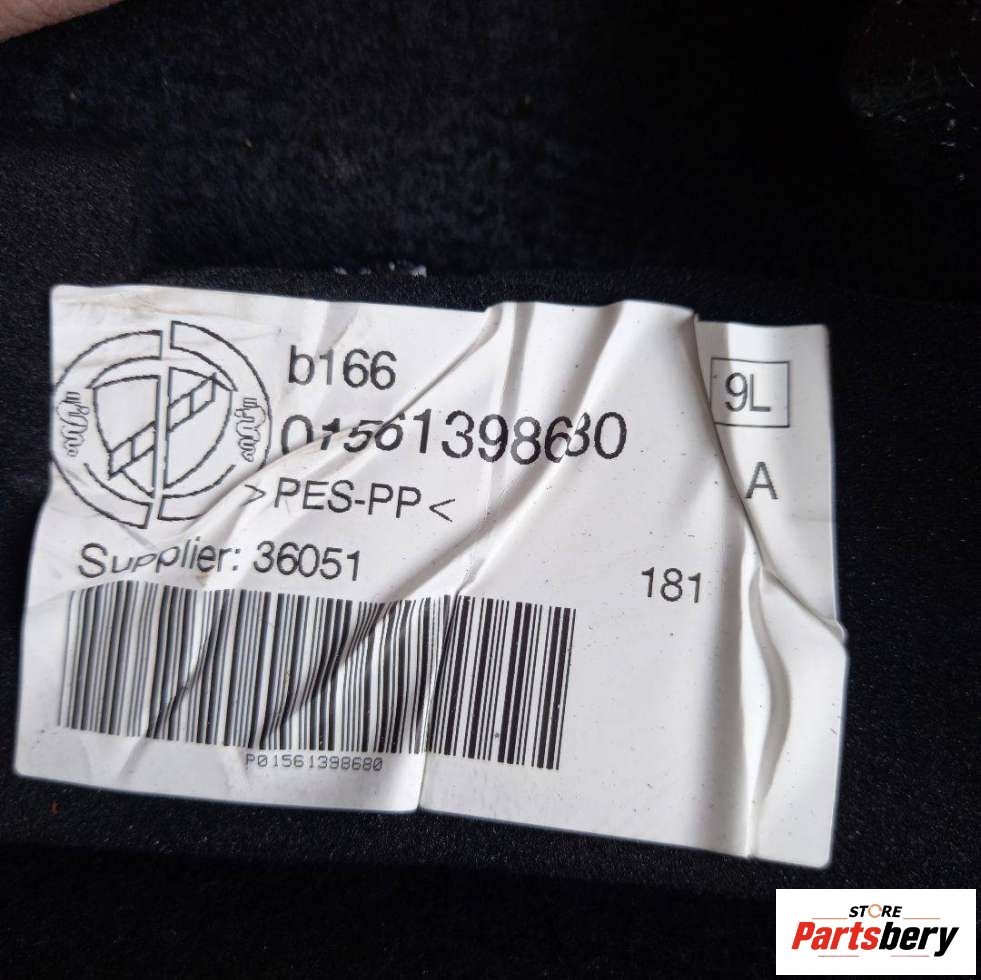 b166
01561398680
>PES-PP<
Supplier: 36051
P01561398680
9L
A
181
STORE
Partsbery